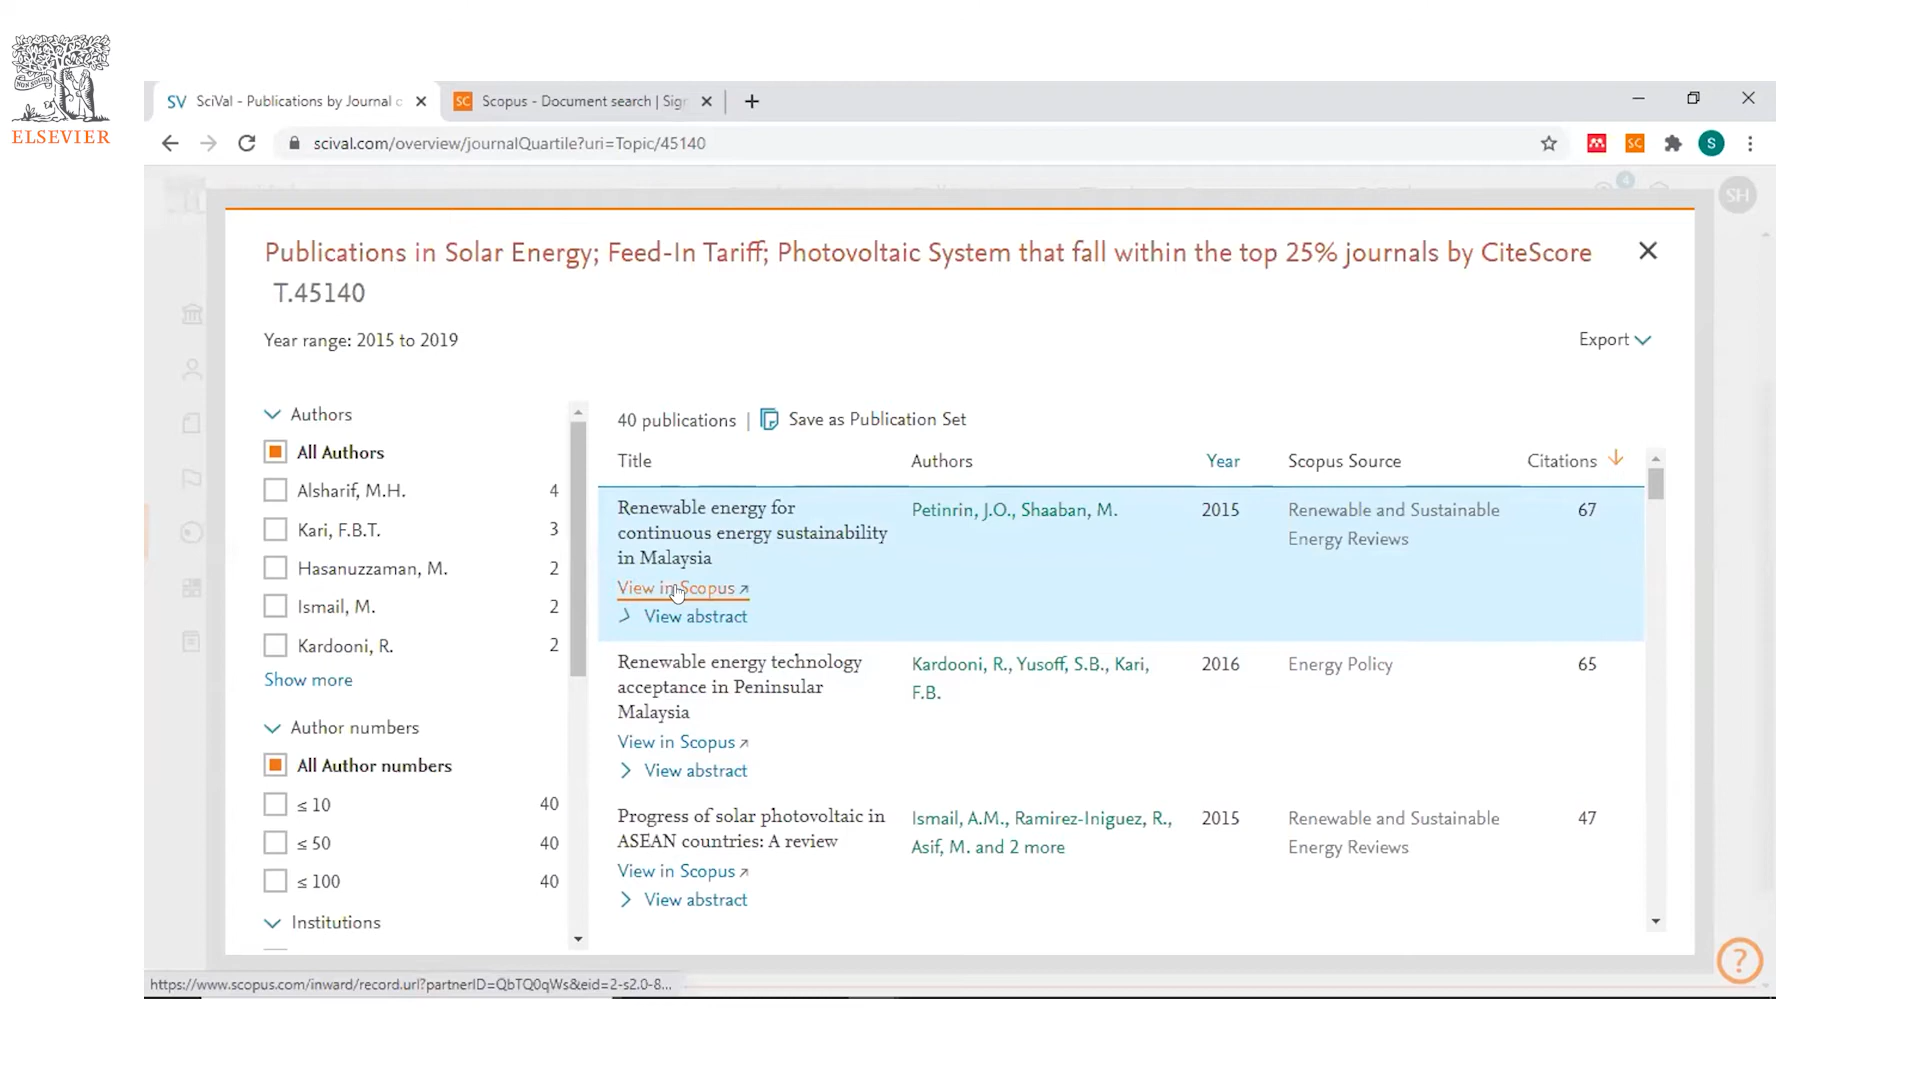 ELSEVIER
SV SciVal - Publications by Journal
SC Scopus - Document search | Sig
scival.com/overview/journalQuartile?uri=Topic/45140
SC
S
4
SH
Publications in Solar Energy; Feed-In Tariff; Photovoltaic System that fall within the top 25% journals by CiteScore
T.45140
Year range: 2015 to 2019
Export
Authors
All Authors
Alsharif, M.H. 4
Kari, F.B.T. 3
Hasanuzzaman, M. 2
Ismail, M. 2
Kardooni, R. 2
Show more
Author numbers
All Author numbers
≤ 10 40
≤ 50 40
≤ 100 40
Institutions
40 publications | Save as Publication Set
Title Authors Year Scopus Source Citations
Renewable energy for Petinrin, J.O., Shaaban, M. 2015 Renewable and Sustainable 67
continuous energy sustainability Energy Reviews
in Malaysia
View in Scopus
View abstract
Renewable energy technology Kardooni, R., Yusoff, S.B., Kari, 2016 Energy Policy 65
acceptance in Peninsular F.B.
Malaysia
View in Scopus
View abstract
Progress of solar photovoltaic in Ismail, A.M., Ramirez-Iniguez, R., 2015 Renewable and Sustainable 47
ASEAN countries: A review Asif, M. and 2 more Energy Reviews
View in Scopus
View abstract
?
https://www.scopus.com/inward/record.url?partnerID=QbTQ0qWs&eid=2-s2.0-8...